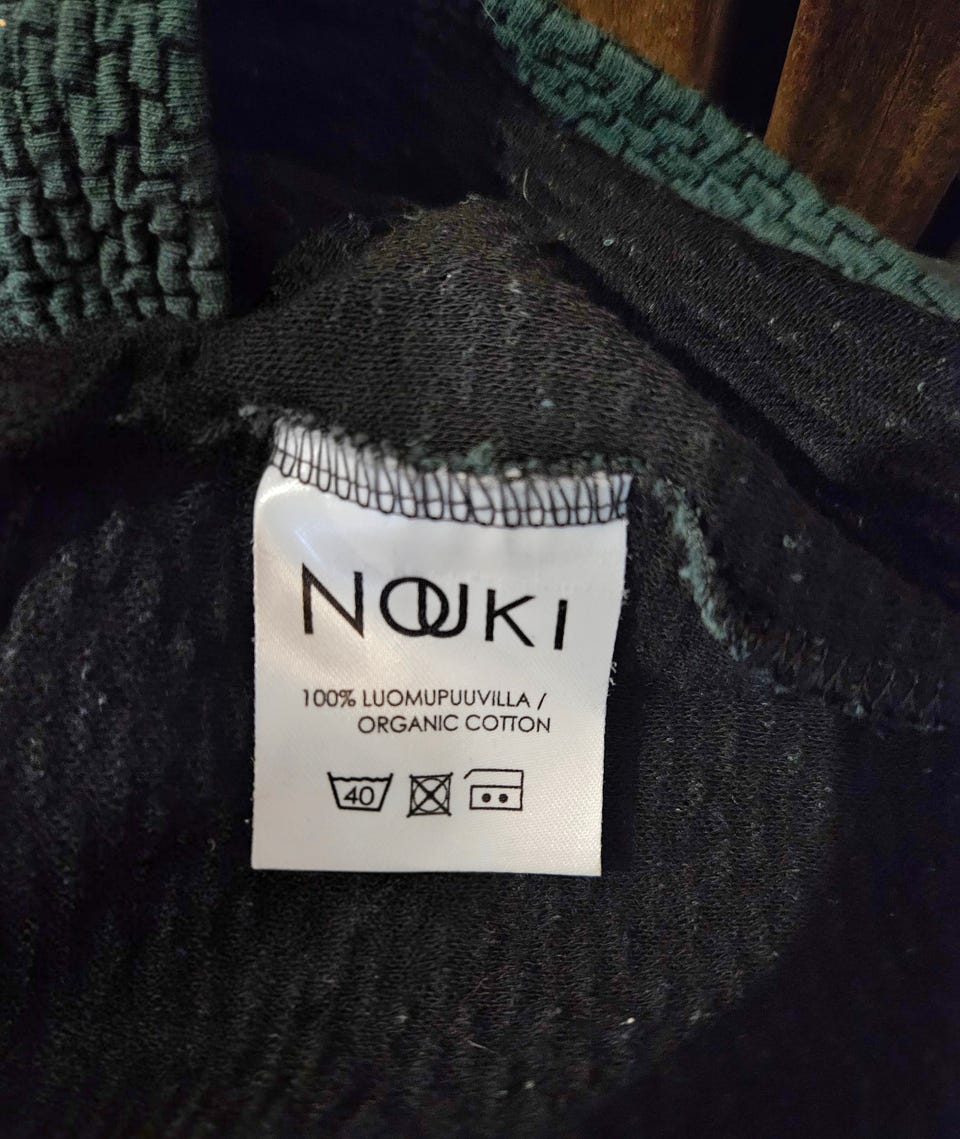 NOUKI
100% LUOMUPUUVILLA /
ORGANIC COTTON
40